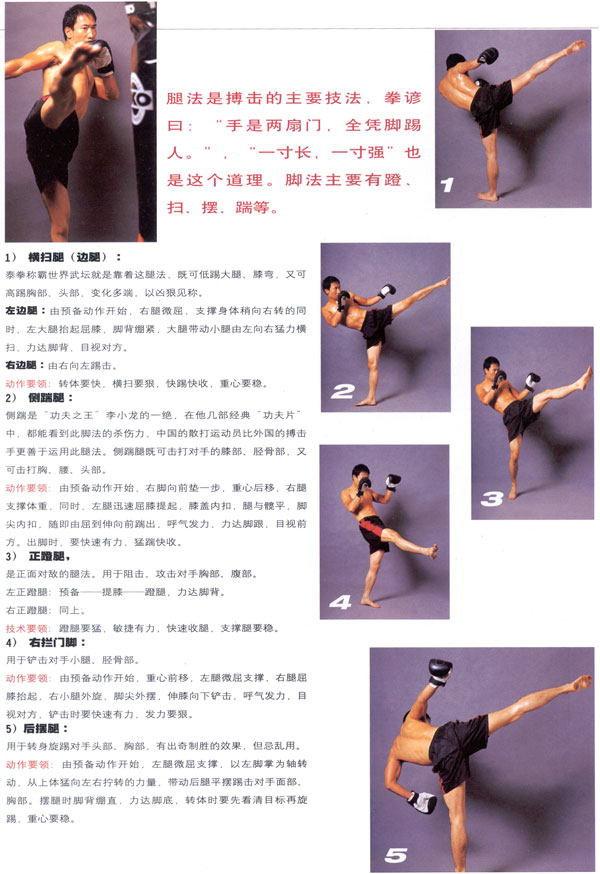 腿法是搏击的主要技法，拳谚
曰：“手是两扇门，全凭脚踢
人。”，“一寸长，一寸强”也
是这个道理。脚法主要有蹬、
扫、摆、踹等。
1
1） 横扫腿（边腿）：
泰拳称霸世界武坛就是靠着这腿法，既可低踢大腿、膝弯，又可
高踢胸部、头部，变化多端，以凶狠见称。
左边腿：由预备动作开始，右腿微屈，支撑身体稍向右转的同
时，左大腿抬起屈膝，脚背绷紧，大腿带动小腿由左向右猛力横
扫，力达脚背，目视对方。
右边腿：由右向左踢击。
动作要领：转体要快，横扫要狠，快踢快收，重心要稳。
2） 侧踹腿：
侧踹是“功夫之王”李小龙的一绝，在他几部经典“功夫片”
中，都能看到此脚法的杀伤力，中国的散打运动员比外国的搏击
手更善于运用此腿法。侧踹腿既可击打对手的膝部、胫骨部，又
可击打胸、腰、头部。
动作要领：由预备动作开始，右脚向前垫一步，重心后移，右腿
支撑体重，同时，左腿迅速屈膝提起，膝盖内扣，腿与髋平，脚
尖内扣，随即由屈到伸向前踹出，呼气发力，力达脚跟，目视前
方。出脚时，要快速有力，猛踹快收。
3） 正蹬腿，
是正面对敌的腿法。用于阻击、攻击对手胸部、腹部。
左正蹬腿：预备——提膝——蹬腿，力达脚背。
右正蹬腿：同上。
技术要领：蹬腿要猛，敏捷有力，快速收腿，支撑腿要稳。
4） 右拦门脚：
用于铲击对手小腿、胫骨部。
动作要领：由预备动作开始，重心前移，左腿微屈支撑，右腿屈
膝抬起，右小腿外旋，脚尖外摆，伸膝向下铲击，呼气发力，目
视对方，铲击时要快速有力，发力要狠。
5）后摆腿：
用于转身旋踢对手头部、胸部，有出奇制胜的效果，但忌乱用。
动作要领：由预备动作开始，左腿微屈支撑，以左脚掌为轴转
动，从上体猛向左右拧转的力量，带动后腿平摆踢击对手面部、
胸部。摆腿时脚背绷直，力达脚底，转体时要先看清目标再旋
踢，重心要稳。
2
3
4
5